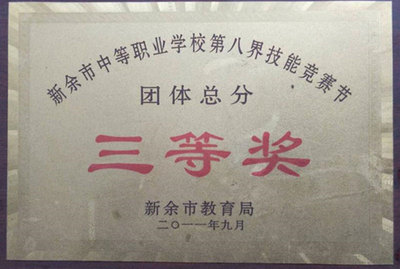 新余市中等职业学校第八界技能竞赛节
团体总分
三等奖
新余市教育局
二〇一一年九月